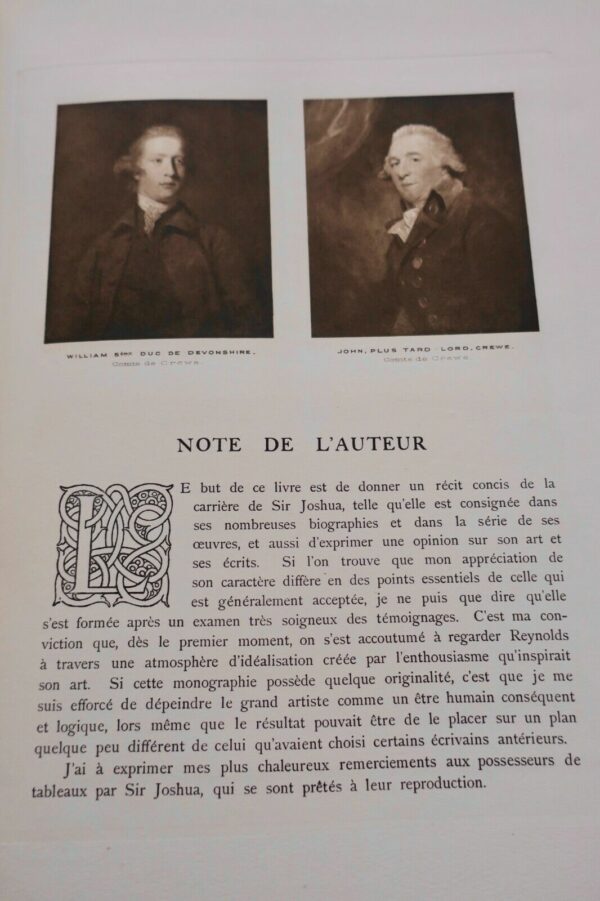 WILLIAM 5ème DUC DE DEVONSHIRE.
Comte de Crewe.
JOHN, PLUS TARD LORD, CREWE.
Comte de Crewe
NOTE DE L'AUTEUR
LE but de ce livre est de donner un récit concis de la
carrière de Sir Joshua, telle qu'elle est consignée dans
ses nombreuses biographies et dans la série de ses
œuvres, et aussi d'exprimer une opinion sur son art et
ses écrits. Si l'on trouve que mon appréciation de
son caractère diffère en des points essentiels de celle qui
est généralement acceptée, je ne puis que dire qu'elle
s'est formée après un examen très soigneux des témoignages. C'est ma con-
viction que, dès le premier moment, on s'est accoutumé à regarder Reynolds
à travers une atmosphère d'idéalisation créée par l'enthousiasme qu'inspirait
son art. Si cette monographie possède quelque originalité, c'est que je me
suis efforcé de dépeindre le grand artiste comme un être humain conséquent
et logique, lors même que le résultat pouvait être de le placer sur un plan
quelque peu différent de celui qu'avaient choisi certains écrivains antérieurs.
J'ai à exprimer mes plus chaleureux remerciements aux possesseurs de
tableaux par Sir Joshua, qui se sont prêtés à leur reproduction.